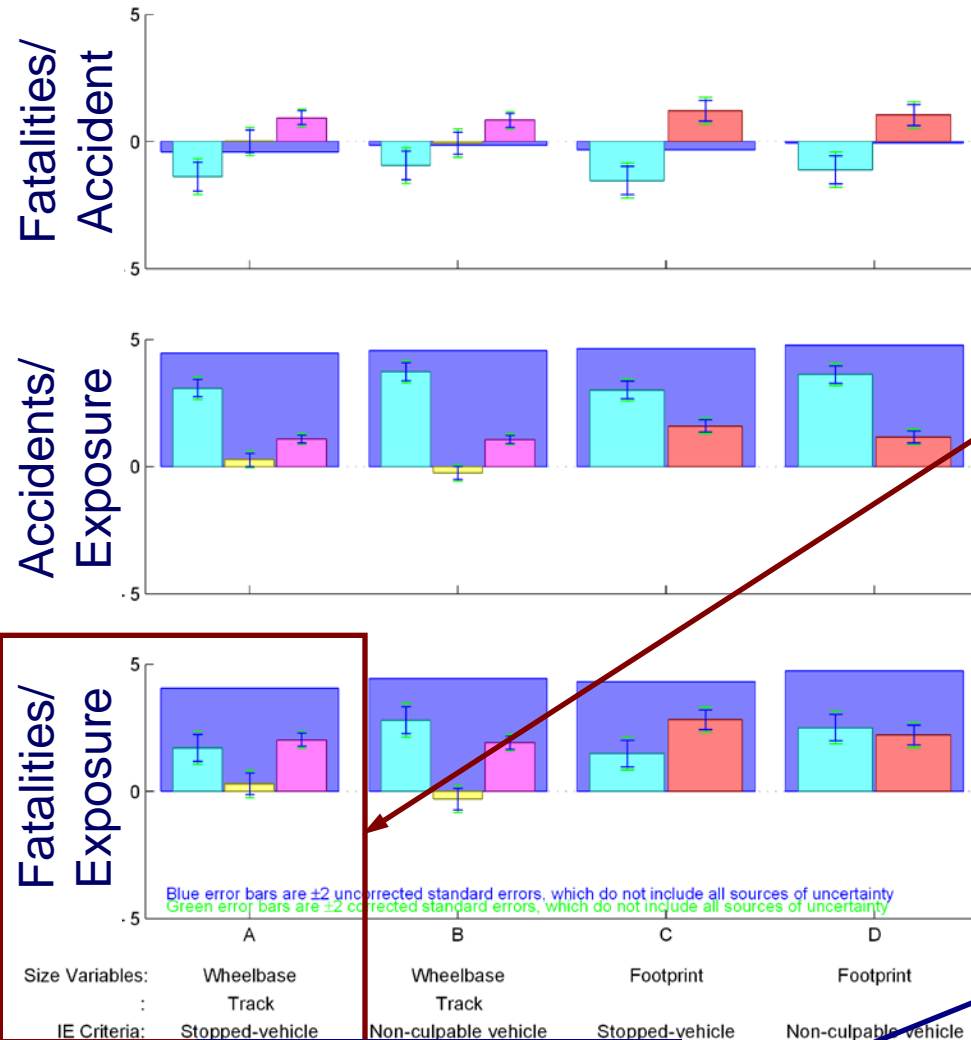 Fatalities/
Accident
5
0
- 5
Accidents/
Exposure
5
0
- 5
Fatalities/
Exposure
5
0
- 5
Blue error bars are ±2 uncorrected standard errors, which do not include all sources of uncertainty
Green error bars are ±2 corrected standard errors, which do not include all sources of uncertainty
A B C D
Size Variables: Wheelbase Wheelbase Footprint Footprint
: Track Track
IE Criteria: Stopped-vehicle Non-culpable vehicle Stopped-vehicle Non-culpable vehicle